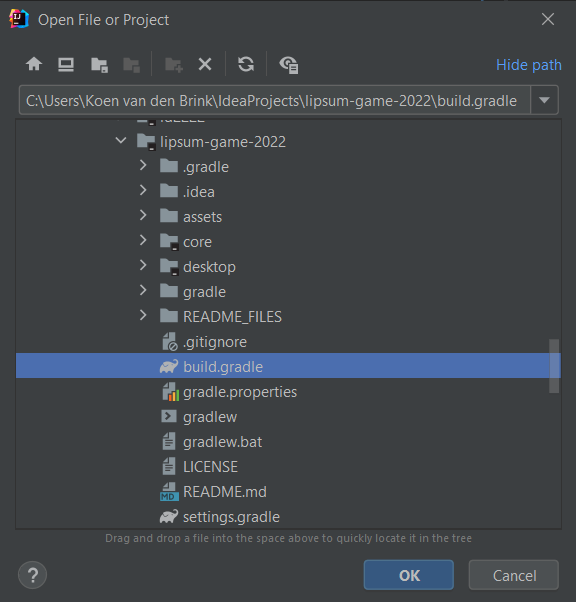 Open File or Project
Hide path
C:\Users\Koen van den Brink\IdeaProjects\lipsum-game-2022\build.gradle
lipsum-game-2022
.gradle
.idea
assets
core
desktop
gradle
README_FILES
.gitignore
build.gradle
gradle.properties
gradlew
gradlew.bat
LICENSE
README.md
settings.gradle
Drag and drop a file into the space above to quickly locate it in the tree
? OK Cancel